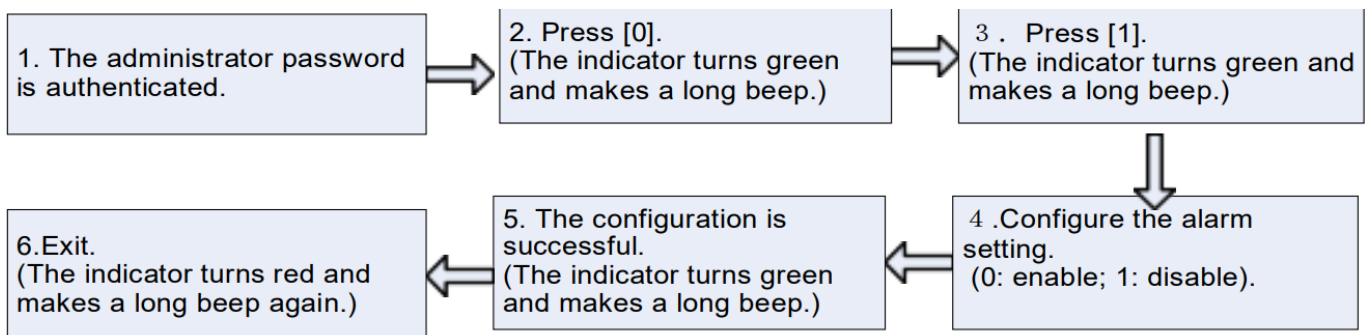 1. The administrator password
is authenticated.
2. Press [0].
(The indicator turns green
and makes a long beep.)
3． Press [1].
(The indicator turns green and
makes a long beep.)
4 .Configure the alarm
setting.
(0: enable; 1: disable).
5. The configuration is
successful.
(The indicator turns green
and makes a long beep.)
6.Exit.
(The indicator turns red and
makes a long beep again.)